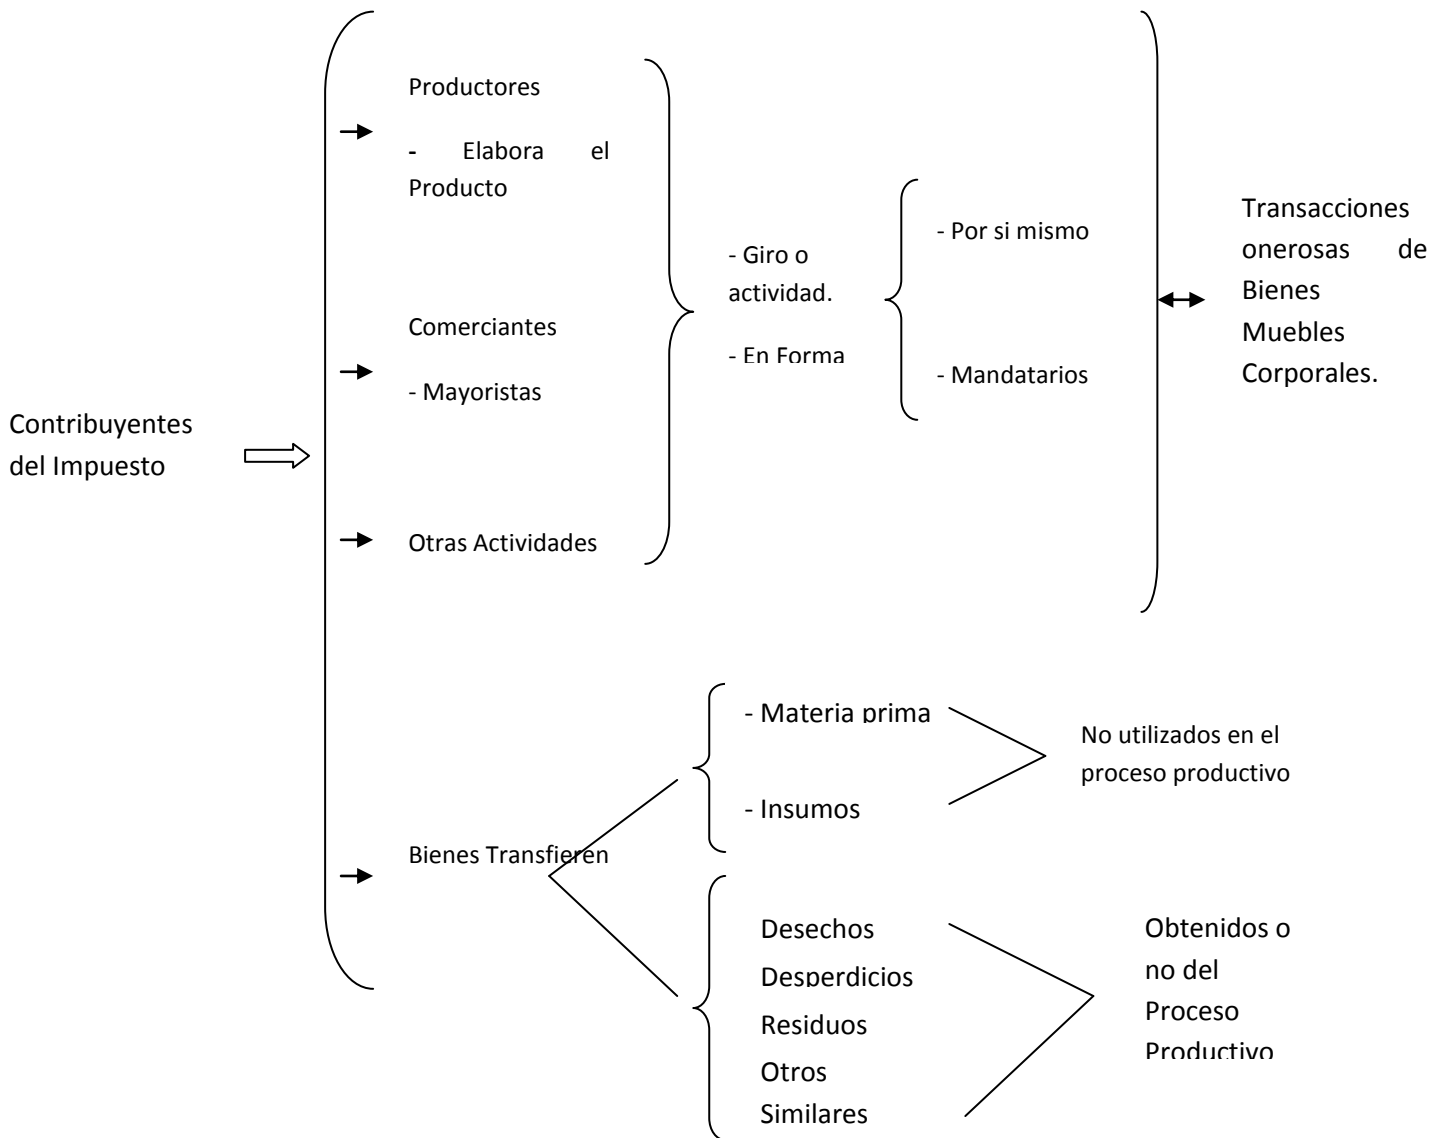 Contribuyentes
del Impuesto
Productores
- Elabora el
Producto
Comerciantes
- Mayoristas
Otras Actividades
- Giro o
actividad.
- En Forma
- Por si mismo
- Mandatarios
Transacciones
onerosas de
Bienes
Muebles
Corporales.
Bienes Transfieren
- Materia prima
- Insumos
No utilizados en el
proceso productivo
Desechos
Desperdicios
Residuos
Otros
Similares
Obtenidos o
no del
Proceso
Productivo